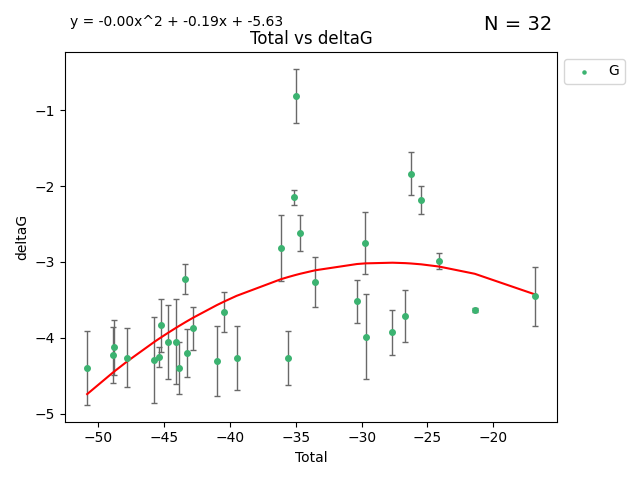 y = -0.00x^2 + -0.19x + -5.63
N = 32
Total vs deltaG
G
deltaG
−1
−2
−3
−4
−5
−50
−45
−40
−35
−30
−25
−20
Total